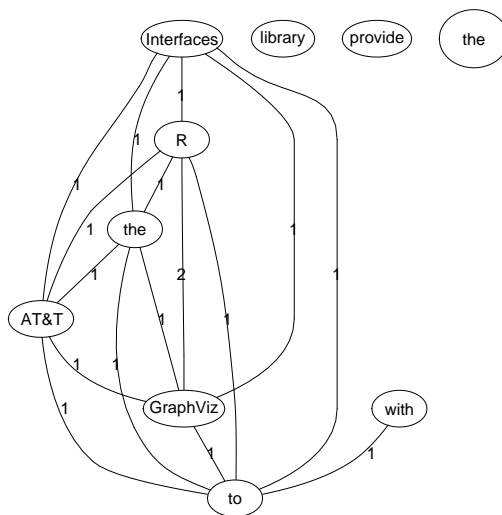 Interfaces library provide the
1
R
1
1 1
the
1 1
1 2 1 1
AT&T
1 1 1
1 1
GraphViz with
1 1
to